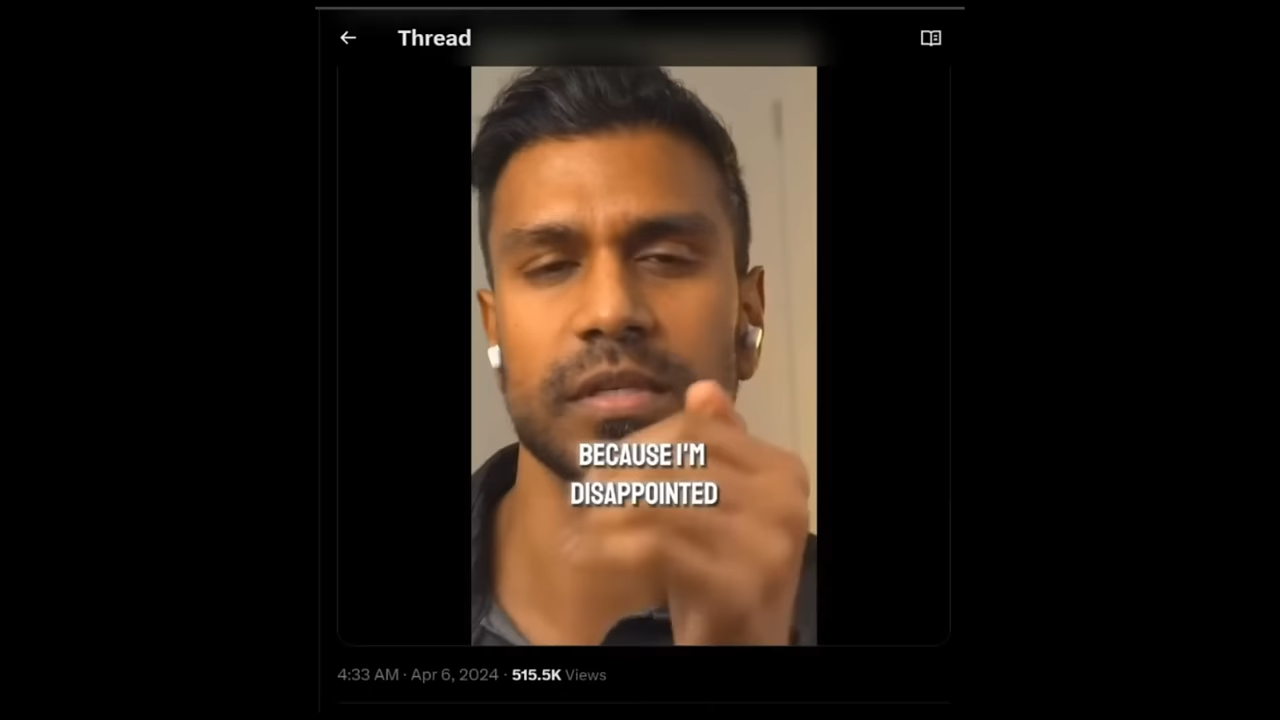 Thread
BECAUSE I'M
DISAPPOINTED
4:33 AM · Apr 6, 2024 · 515.5K Views